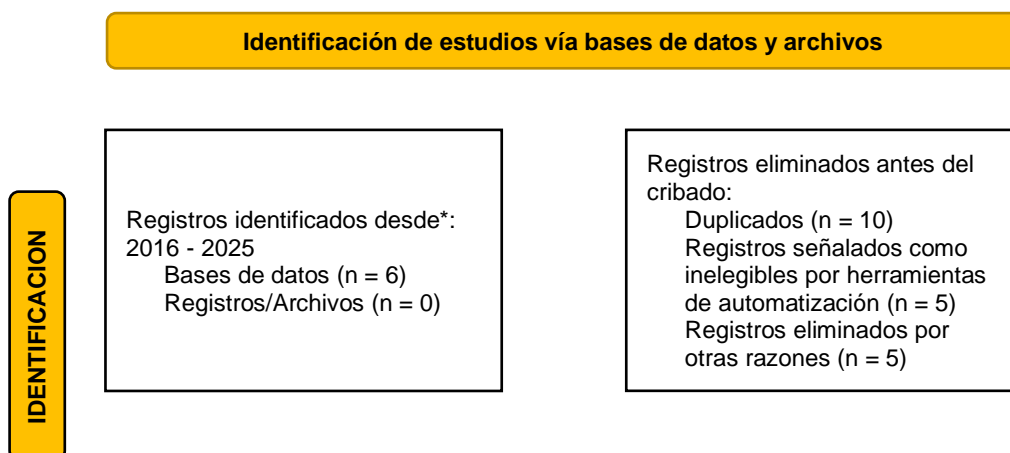 Identificación de estudios vía bases de datos y archivos
IDENTIFICACION
Registros identificados desde*:
2016 - 2025
Bases de datos (n = 6)
Registros/Archivos (n = 0)
Registros eliminados antes del
cribado:
Duplicados (n = 10)
Registros señalados como
inelegibles por herramientas
de automatización (n = 5)
Registros eliminados por
otras razones (n = 5)